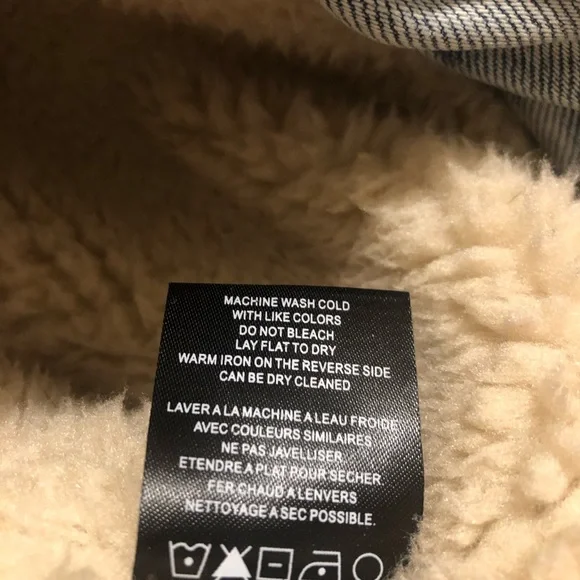 MACHINE WASH COLD
WITH LIKE COLORS
DO NOT BLEACH
LAY FLAT TO DRY
WARM IRON ON THE REVERSE SIDE
CAN BE DRY CLEANED
LAVER A LA MACHINE A LEAU FROIDE
AVEC COULEURS SIMILAIRES
NE PAS JAVELLISER
ETENDRE A PLAT POUR SECHER.
FER CHAUD A LENVERS
NETTOYAGE A SEC POSSIBLE.